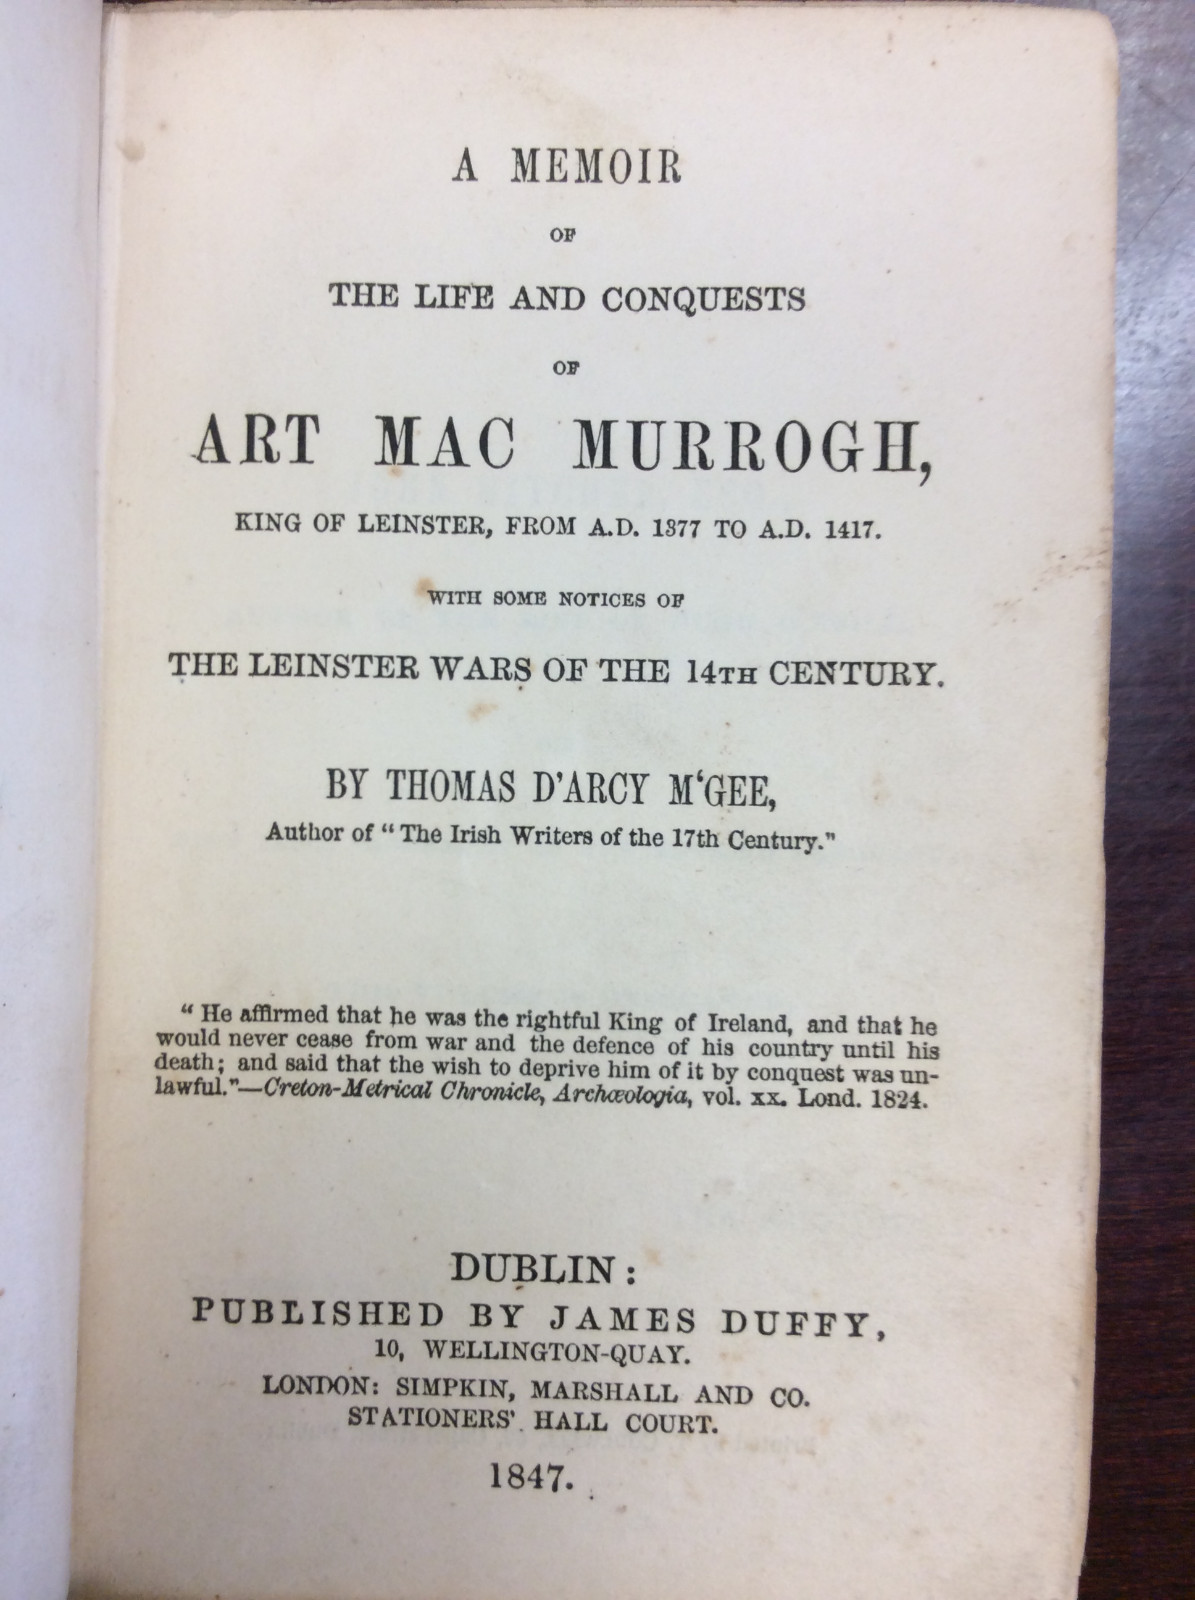 A MEMOIR
OF
THE LIFE AND CONQUESTS
OF
ART MAC MURROGH,
KING OF LEINSTER, FROM A.D. 1377 TO A.D. 1417.
WITH SOME NOTICES OF
THE LEINSTER WARS OF THE 14TH CENTURY.
BY THOMAS D'ARCY M‘GEE,
Author of “The Irish Writers of the 17th Century.”
“He affirmed that he was the rightful King of Ireland, and that he
would never cease from war and the defence of his country until his
death; and said that the wish to deprive him of it by conquest was un-
lawful.”—Creton-Metrical Chronicle, Archæologia, vol. xx. Lond. 1824.
DUBLIN:
PUBLISHED BY JAMES DUFFY,
10, WELLINGTON-QUAY.
LONDON: SIMPKIN, MARSHALL AND CO.
STATIONERS' HALL COURT.
1847.